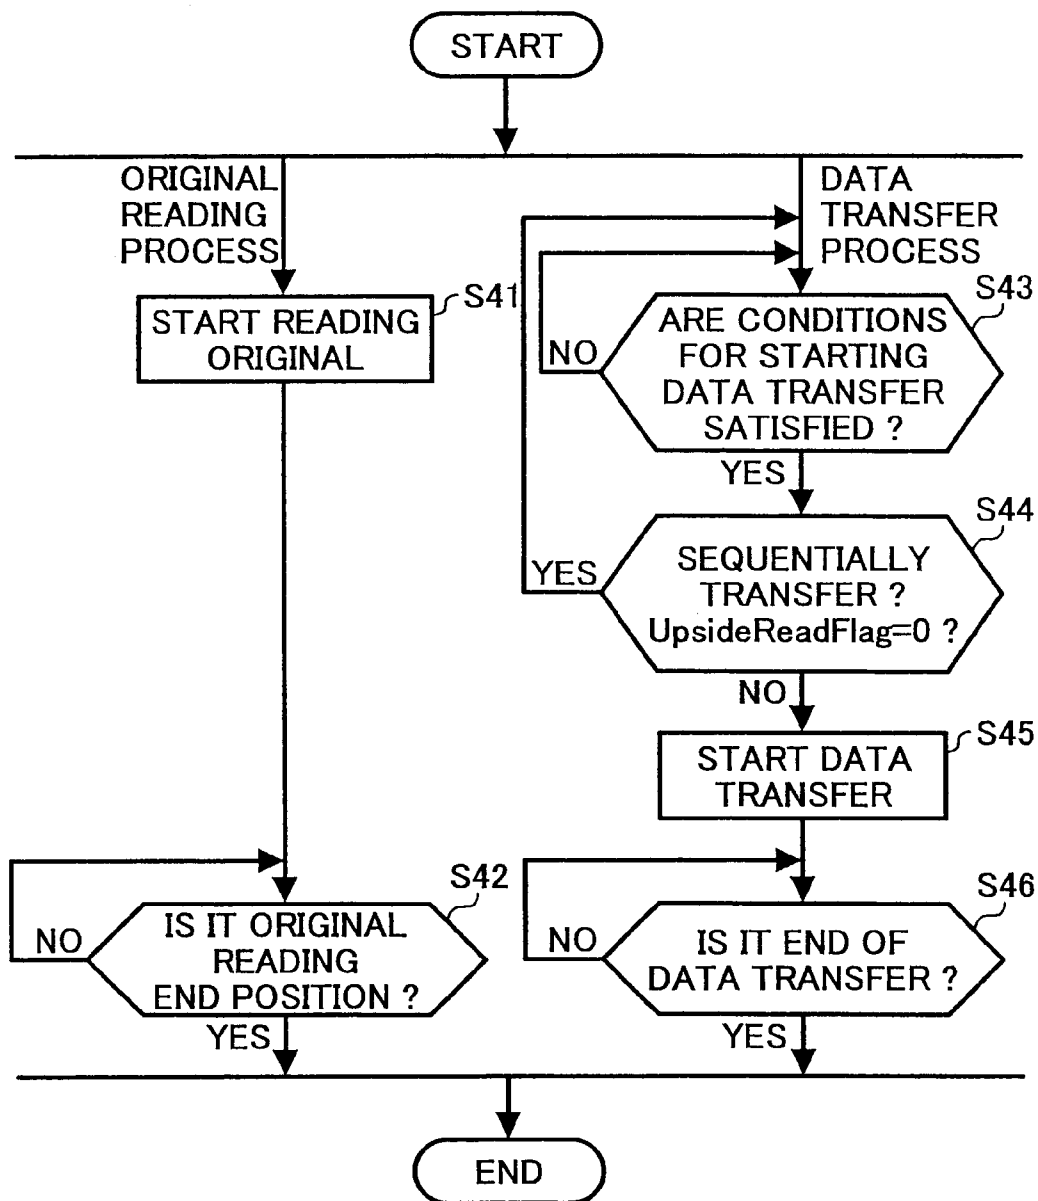 START
ORIGINAL
READING
PROCESS
S41
START READING
ORIGINAL
S42
IS IT ORIGINAL
READING
END POSITION ?
NO
YES
DATA
TRANSFER
PROCESS
S43
ARE CONDITIONS
FOR STARTING
DATA TRANSFER
SATISFIED ?
NO
YES
S44
SEQUENTIALLY
TRANSFER ?
UpsideReadFlag=0 ?
YES
NO
S45
START DATA
TRANSFER
S46
IS IT END OF
DATA TRANSFER ?
NO
YES
END